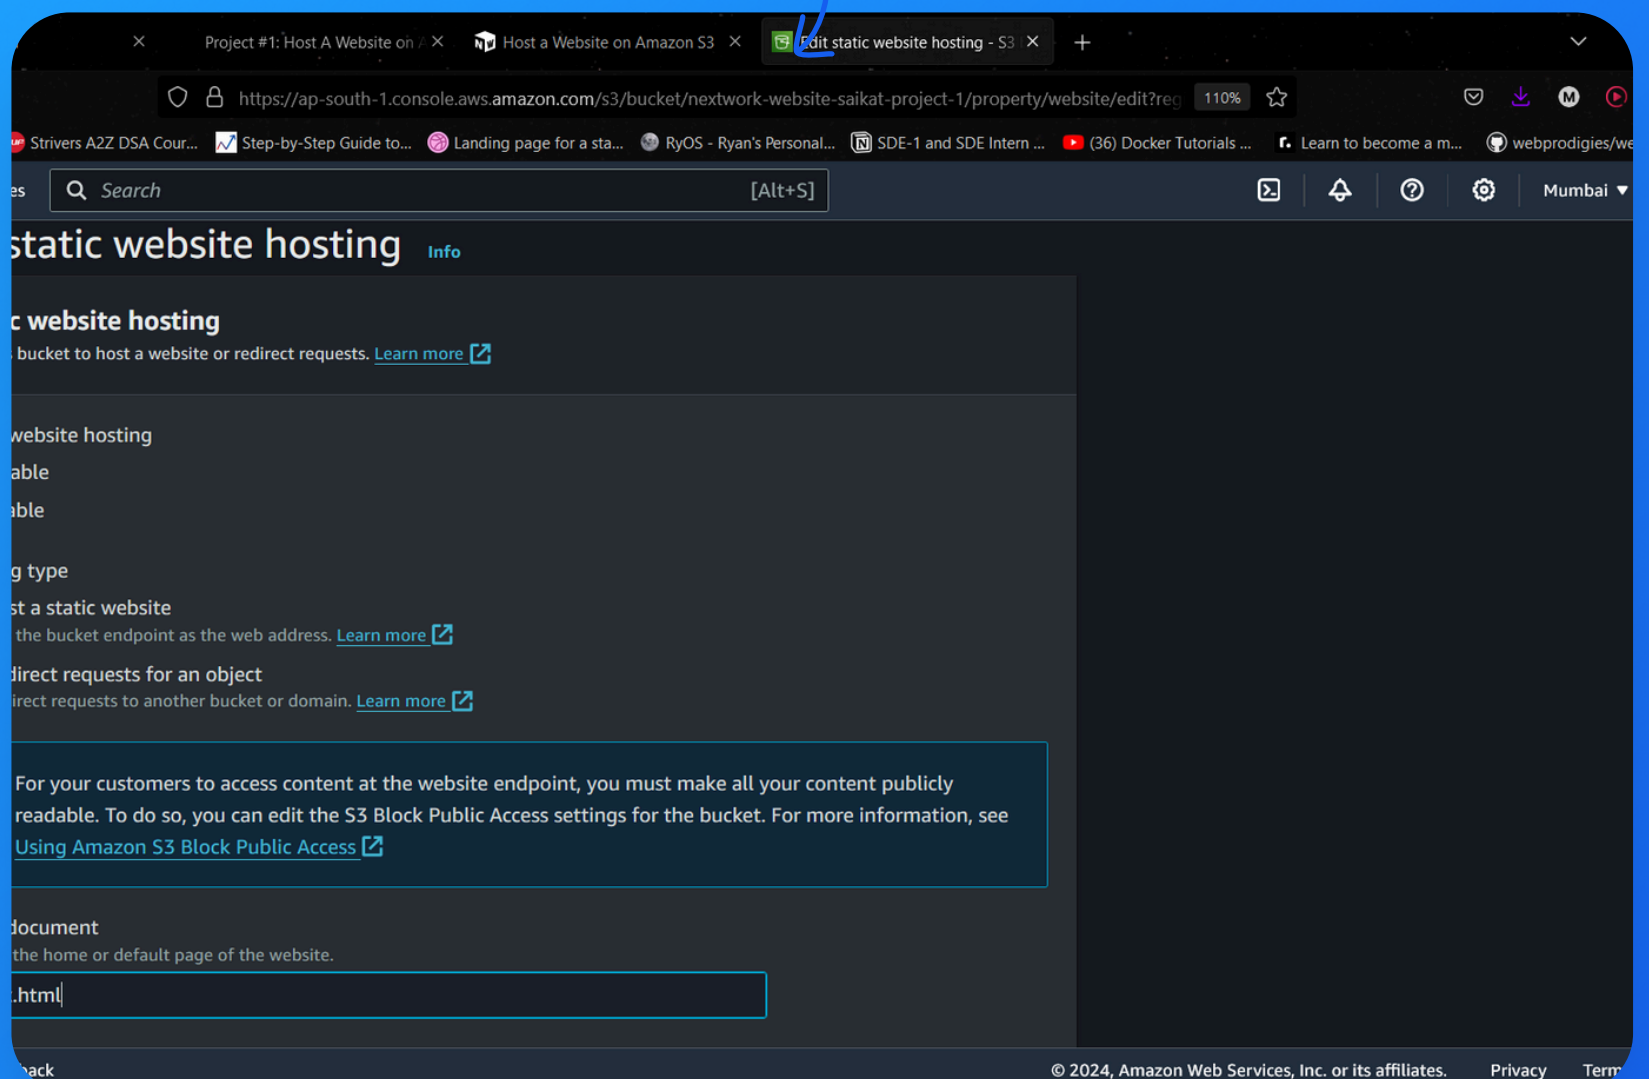 Project #1: Host A Website on
Host a Website on Amazon S3
Edit static website hosting - S3
https://ap-south-1.console.aws.amazon.com/s3/bucket/nextwork-website-saikat-project-1/property/website/edit?reg
110%
M
Strivers A2Z DSA Cour...
Step-by-Step Guide to...
Landing page for a sta...
RyOS - Ryan's Personal...
SDE-1 and SDE Intern ...
(36) Docker Tutorials ...
Learn to become a m...
webprodigies/we
es
Search
[Alt+S]
Mumbai
static website hosting
Info
c website hosting
bucket to host a website or redirect requests. Learn more
website hosting
able
able
g type
st a static website
the bucket endpoint as the web address. Learn more
direct requests for an object
irect requests to another bucket or domain. Learn more
For your customers to access content at the website endpoint, you must make all your content publicly
readable. To do so, you can edit the S3 Block Public Access settings for the bucket. For more information, see
Using Amazon S3 Block Public Access
document
the home or default page of the website.
.html
back
© 2024, Amazon Web Services, Inc. or its affiliates.
Privacy
Term